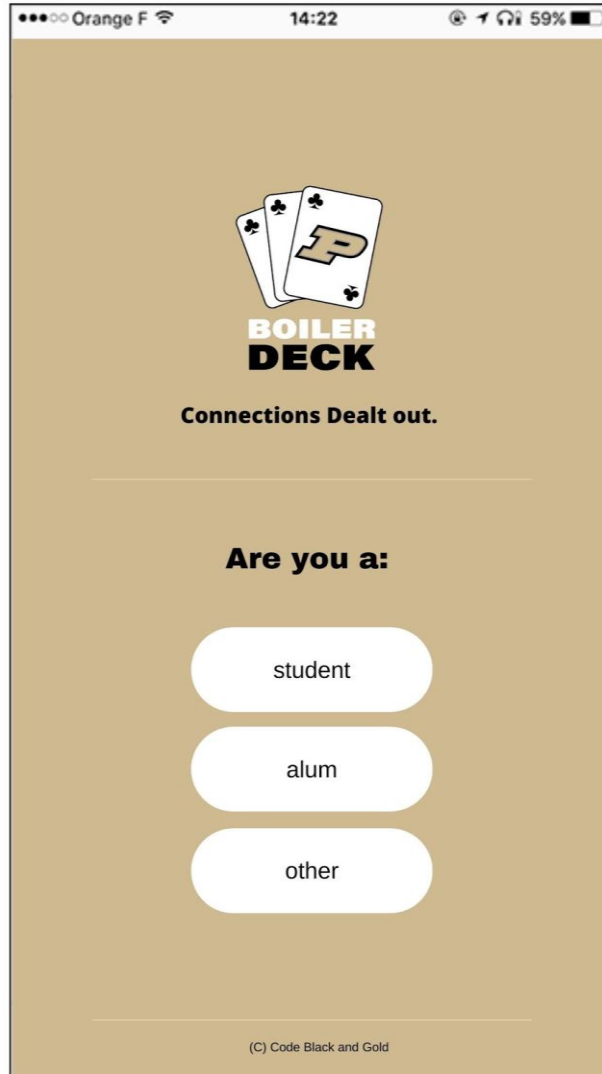 Orange F 14:22 59%
P
BOILER
DECK
Connections Dealt out.
Are you a:
student
alum
other
(C) Code Black and Gold